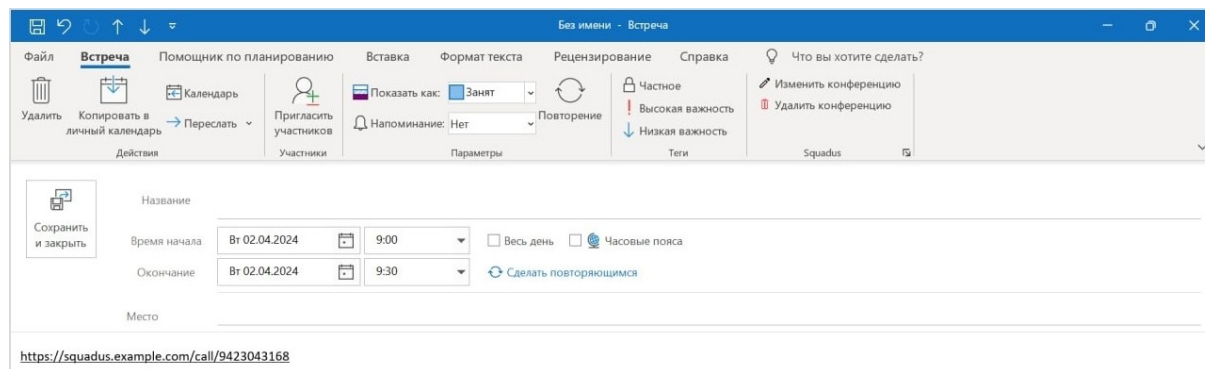 Без имени - Встреча
Файл Встреча Помощник по планированию Вставка Формат текста Рецензирование Справка Что вы хотите сделать?
Удалить
Копировать в
личный календарь
Календарь
Переслать
Действия
Пригласить
участников
Участники
Показать как: Занят
Напоминание: Нет
Повторение
Параметры
Частное
Высокая важность
Низкая важность
Теги
Изменить конференцию
Удалить конференцию
Squadus
Сохранить
и закрыть
Название
Время начала Вт 02.04.2024 9:00 Весь день Часовые пояса
Окончание Вт 02.04.2024 9:30 Сделать повторяющимся
Место
https://squadus.example.com/call/9423043168